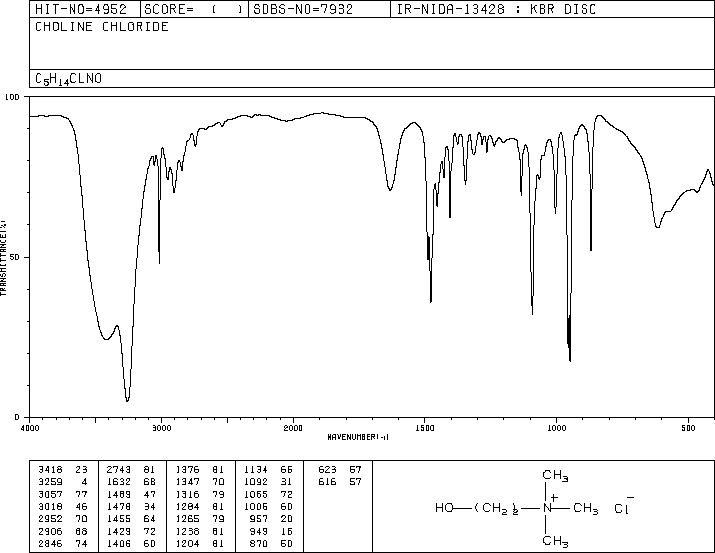 HIT-NO=4952 SCORE= ( ) SDBS-NO=7932 IR-NIDA-13428 : KBR DISC
CHOLINE CHLORIDE
C5H14CLNO
100
TRANSMITTANCE(%)
50
0
4000 3000 2000 1500 1000 500
WAVENUMBER(-1)
3418 23 2743 81 1376 81 1134 66 623 57
3259 4 1632 68 1347 70 1092 31 616 57
3057 77 1489 47 1316 79 1065 72
3018 46 1478 34 1284 81 1006 60
2952 70 1455 64 1265 79 957 20
2906 66 1429 72 1236 81 949 16
2846 74 1406 60 1204 81 870 50
CH3
HO—(CH2)2—N+—CH3 Cl−
CH3